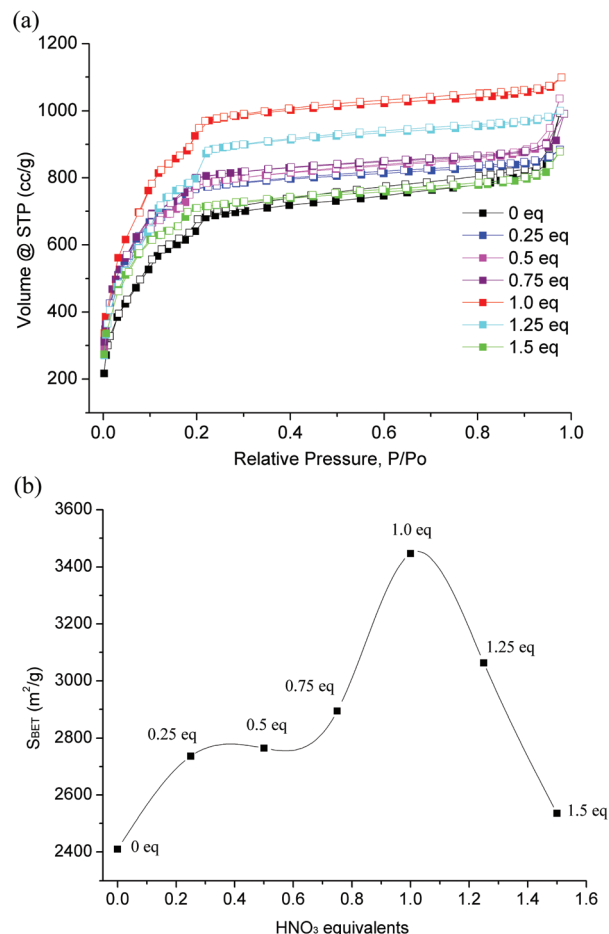 (a)
1200
1000
800
600
400
200
Volume @ STP (cc/g)
0 eq
0.25 eq
0.5 eq
0.75 eq
1.0 eq
1.25 eq
1.5 eq
0.0 0.2 0.4 0.6 0.8 1.0
Relative Pressure, P/Po
(b)
3600
3400
3200
3000
2800
2600
2400
SBET (m²/g)
1.0 eq
1.25 eq
0.75 eq
0.5 eq
0.25 eq
1.5 eq
0 eq
0.0 0.2 0.4 0.6 0.8 1.0 1.2 1.4 1.6
HNO₃ equivalents